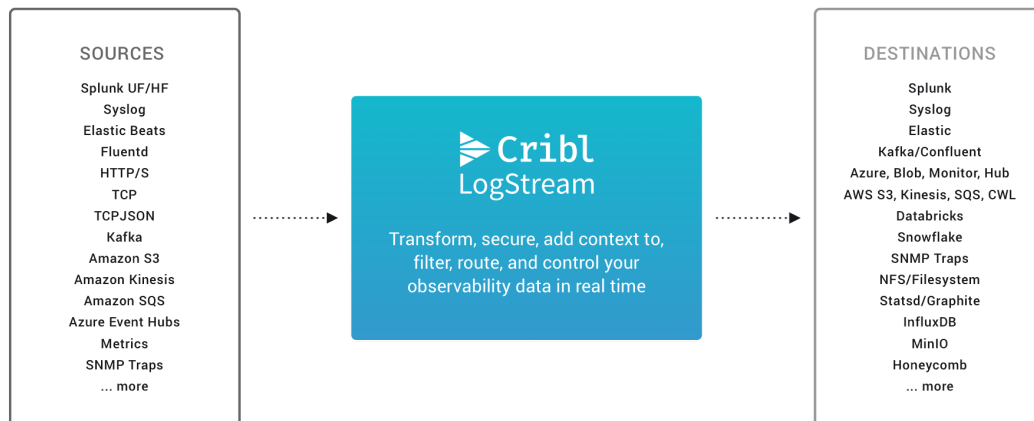 SOURCES
Splunk UF/HF
Syslog
Elastic Beats
Fluentd
HTTP/S
TCP
TCPJSON
Kafka
Amazon S3
Amazon Kinesis
Amazon SQS
Azure Event Hubs
Metrics
SNMP Traps
... more
Cribl
LogStream
Transform, secure, add context to,
filter, route, and control your
observability data in real time
DESTINATIONS
Splunk
Syslog
Elastic
Kafka/Confluent
Azure, Blob, Monitor, Hub
AWS S3, Kinesis, SQS, CWL
Databricks
Snowflake
SNMP Traps
NFS/Filesystem
Statsd/Graphite
InfluxDB
MinIO
Honeycomb
... more